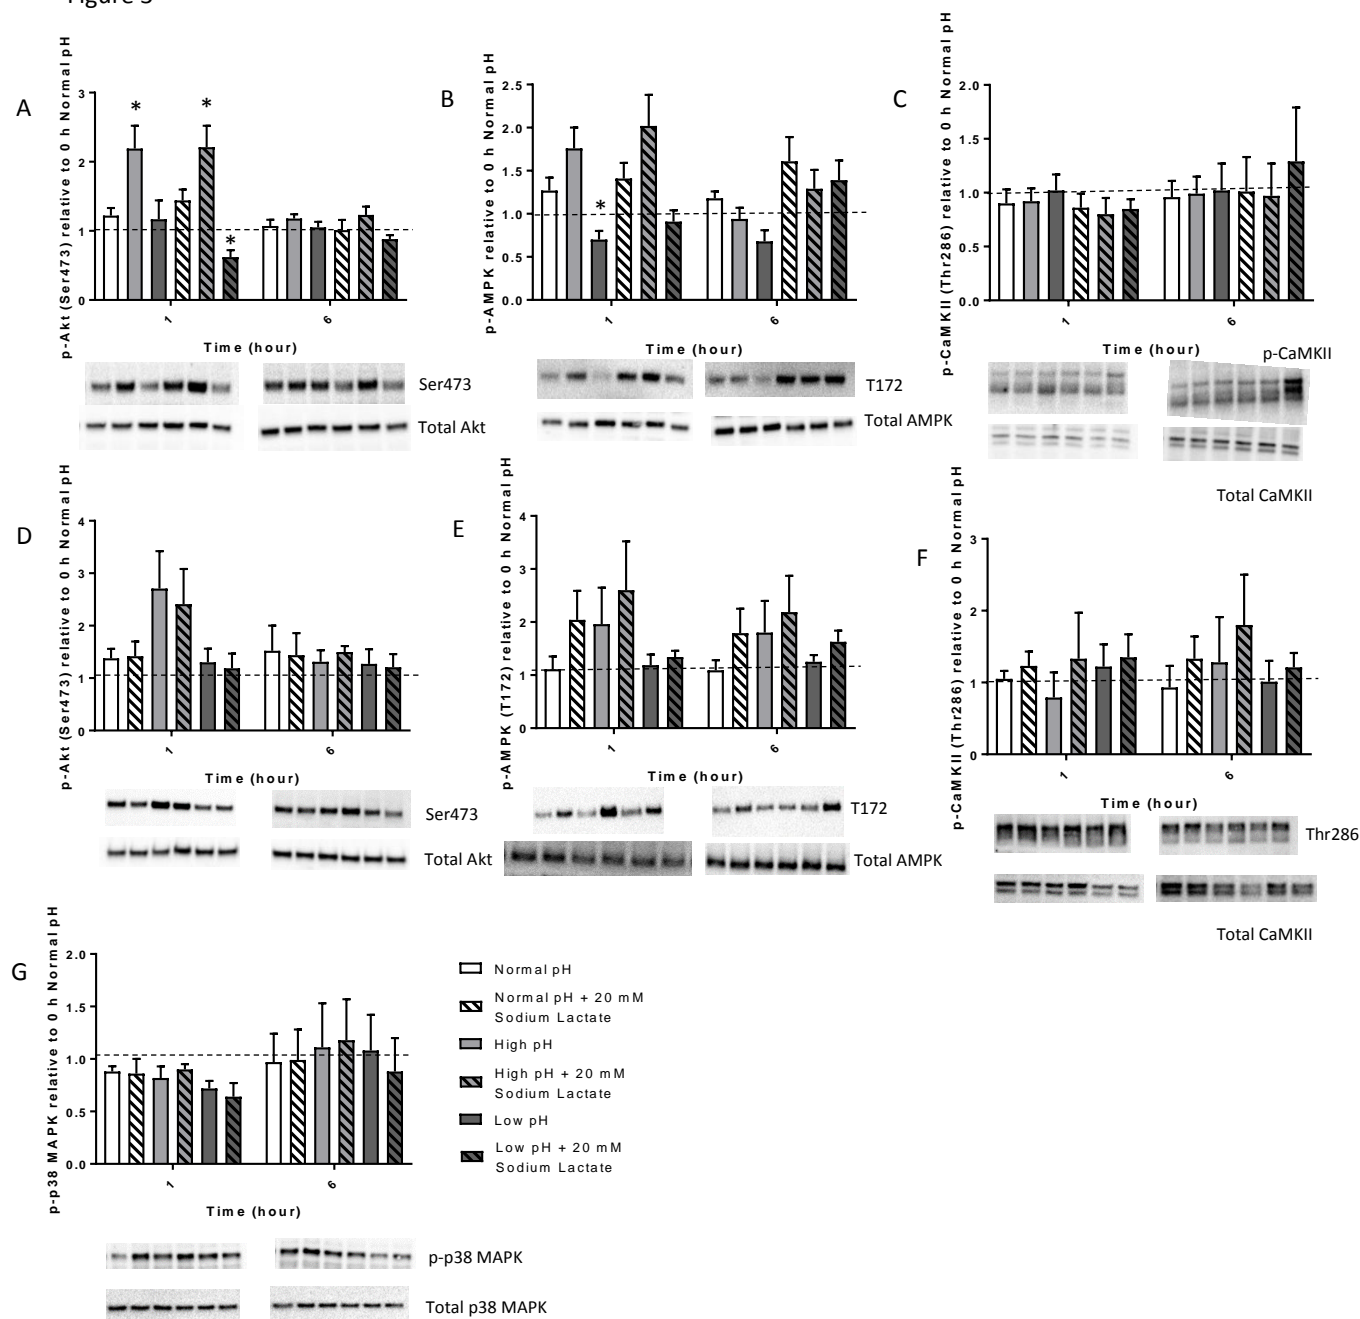 A
p-Akt (Ser473) relative to 0 h Normal pH
3
2
1
0
*
*
*
1
6
Time (hour)
Ser473
Total Akt
B
p-AMPK relative to 0 h Normal pH
2.5
2.0
1.5
1.0
0.5
0.0
*
1
6
Time (hour)
T172
Total AMPK
C
p-CaMKII (Thr286) relative to 0 h Normal pH
2.0
1.5
1.0
0.5
0.0
1
6
Time (hour)
p-CaMKII
Total CaMKII
D
p-Akt (Ser473) relative to 0 h Normal pH
4
3
2
1
0
1
6
Time (hour)
Ser473
Total Akt
E
p-AMPK (T172) relative to 0 h Normal pH
4
3
2
1
0
1
6
Time (hour)
T172
Total AMPK
F
p-CaMKII (Thr286) relative to 0 h Normal pH
3
2
1
0
1
6
Time (hour)
Thr286
Total CaMKII
G
p-p38 MAPK relative to 0 h Normal pH
2.0
1.5
1.0
0.5
0.0
1
6
Time (hour)
p-p38 MAPK
Total p38 MAPK
Normal pH
Normal pH + 20 mM
Sodium Lactate
High pH
High pH + 20 mM
Sodium Lactate
Low pH
Low pH + 20 mM
Sodium Lactate